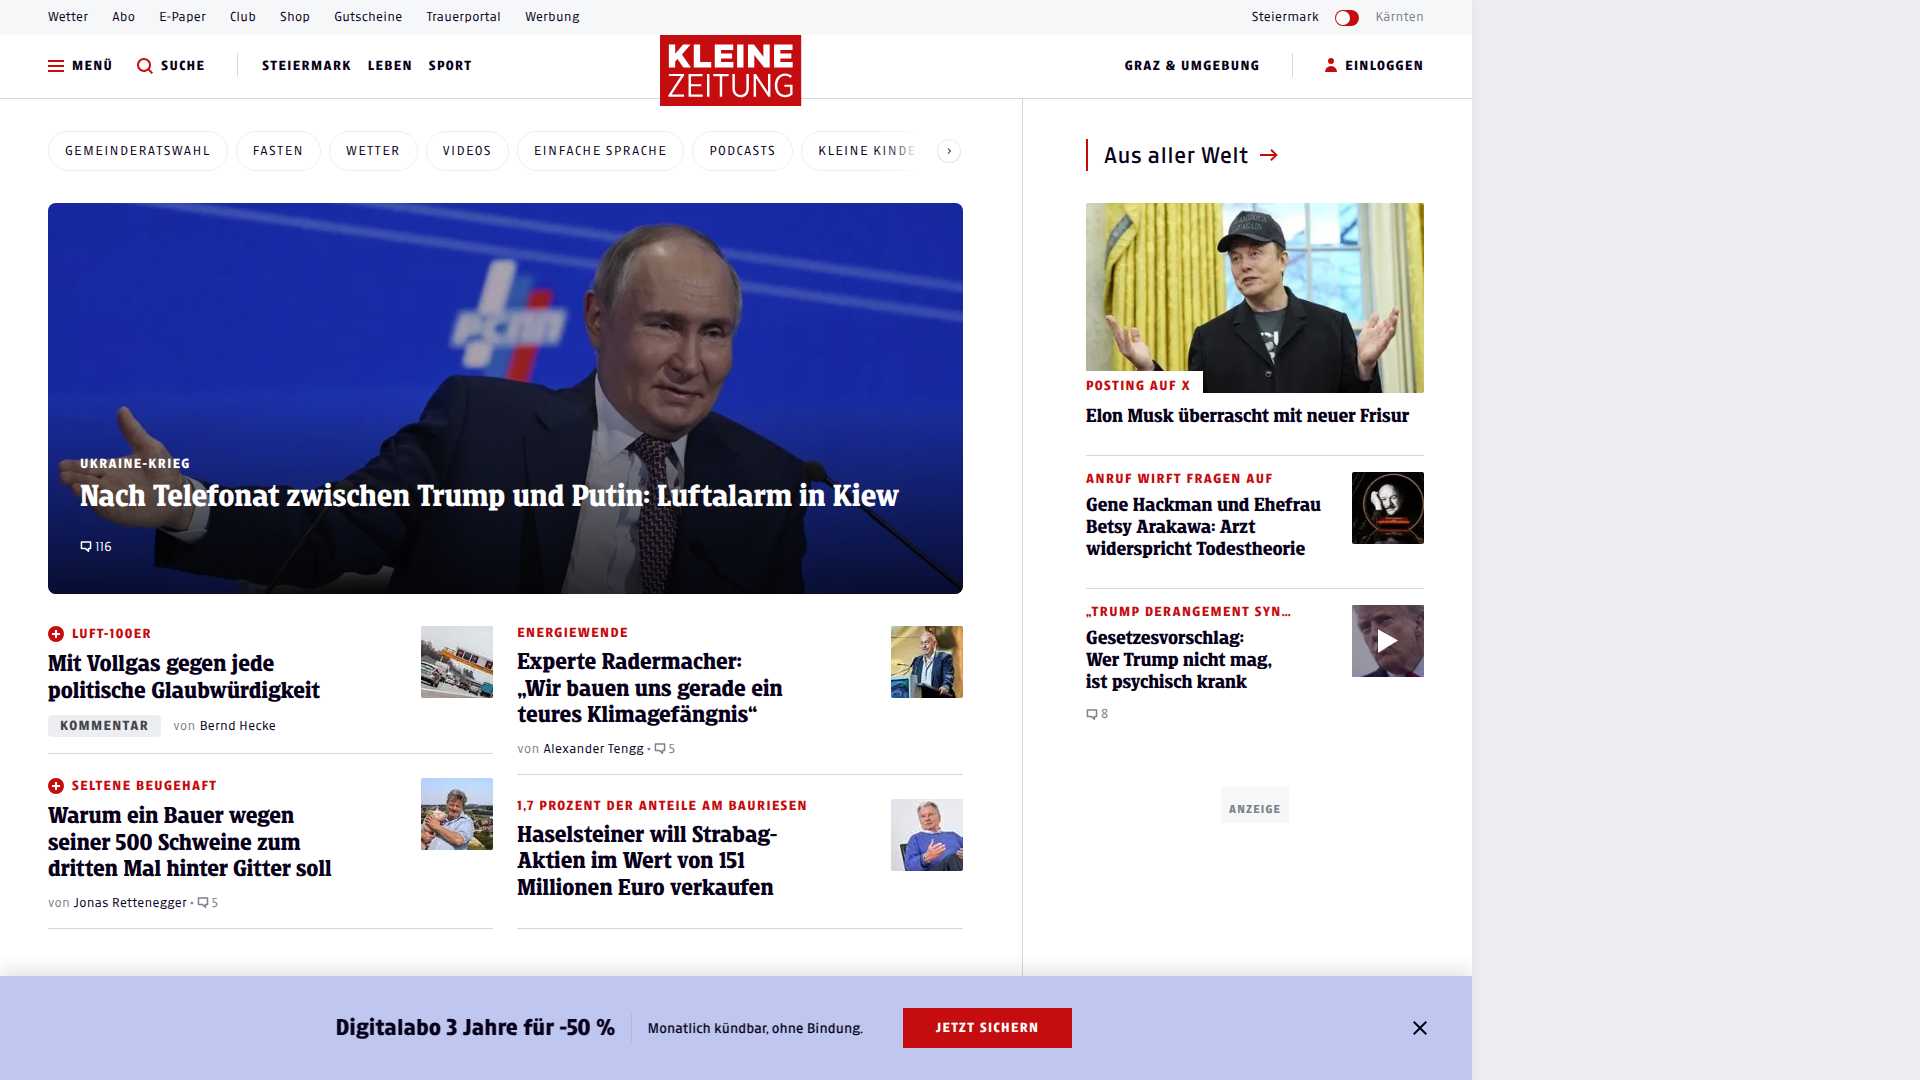 Wetter Abo E-Paper Club Shop Gutscheine Trauerportal Werbung Steiermark Kärnten
MENÜ SUCHE STEIERMARK LEBEN SPORT
KLEINE
ZEITUNG
GRAZ & UMGEBUNG EINLOGGEN
GEMEINDERATSWAHL FASTEN WETTER VIDEOS EINFACHE SPRACHE PODCASTS KLEINE KINDE
UKRAINE-KRIEG
Nach Telefonat zwischen Trump und Putin: Luftalarm in Kiew
116
LUFT-100ER
Mit Vollgas gegen jede
politische Glaubwürdigkeit
KOMMENTAR von Bernd Hecke
SELTENE BEUGEHAFT
Warum ein Bauer wegen
seiner 500 Schweine zum
dritten Mal hinter Gitter soll
von Jonas Rettenegger • 5
ENERGIEWENDE
Experte Radermacher:
„Wir bauen uns gerade ein
teures Klimagefängnis“
von Alexander Tengg • 5
1,7 PROZENT DER ANTEILE AM BAURIESEN
Haselsteiner will Strabag-
Aktien im Wert von 151
Millionen Euro verkaufen
Aus aller Welt
POSTING AUF X
Elon Musk überrascht mit neuer Frisur
ANRUF WIRFT FRAGEN AUF
Gene Hackman und Ehefrau
Betsy Arakawa: Arzt
widerspricht Todestheorie
„TRUMP DERANGEMENT SYN...
Gesetzesvorschlag:
Wer Trump nicht mag,
ist psychisch krank
8
ANZEIGE
Digitalabo 3 Jahre für -50 % Monatlich kündbar, ohne Bindung. JETZT SICHERN